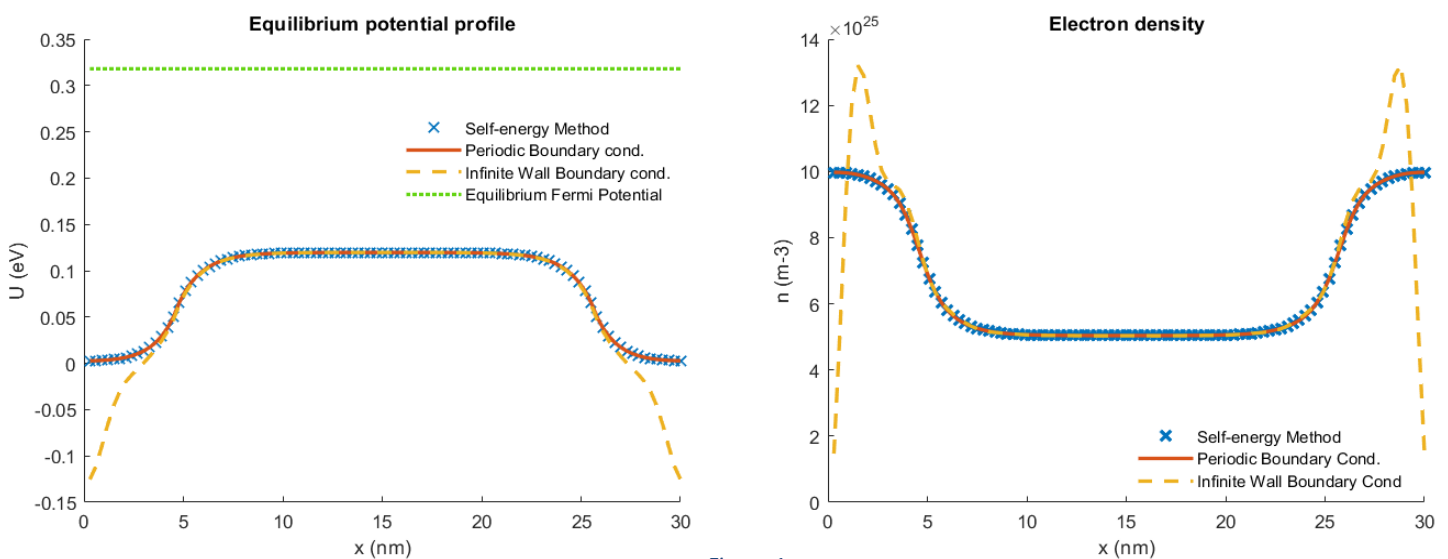 Equilibrium potential profile
0.35
0.3
0.25
0.2
0.15
0.1
0.05
0
-0.05
-0.1
-0.15
U (eV)
Self-energy Method
Periodic Boundary cond.
Infinite Wall Boundary cond.
Equilibrium Fermi Potential
0 5 10 15 20 25 30
x (nm)
Electron density
×10^25
14
12
10
8
6
4
2
0
n (m-3)
Self-energy Method
Periodic Boundary Cond.
Infinite Wall Boundary Cond
0 5 10 15 20 25 30
x (nm)